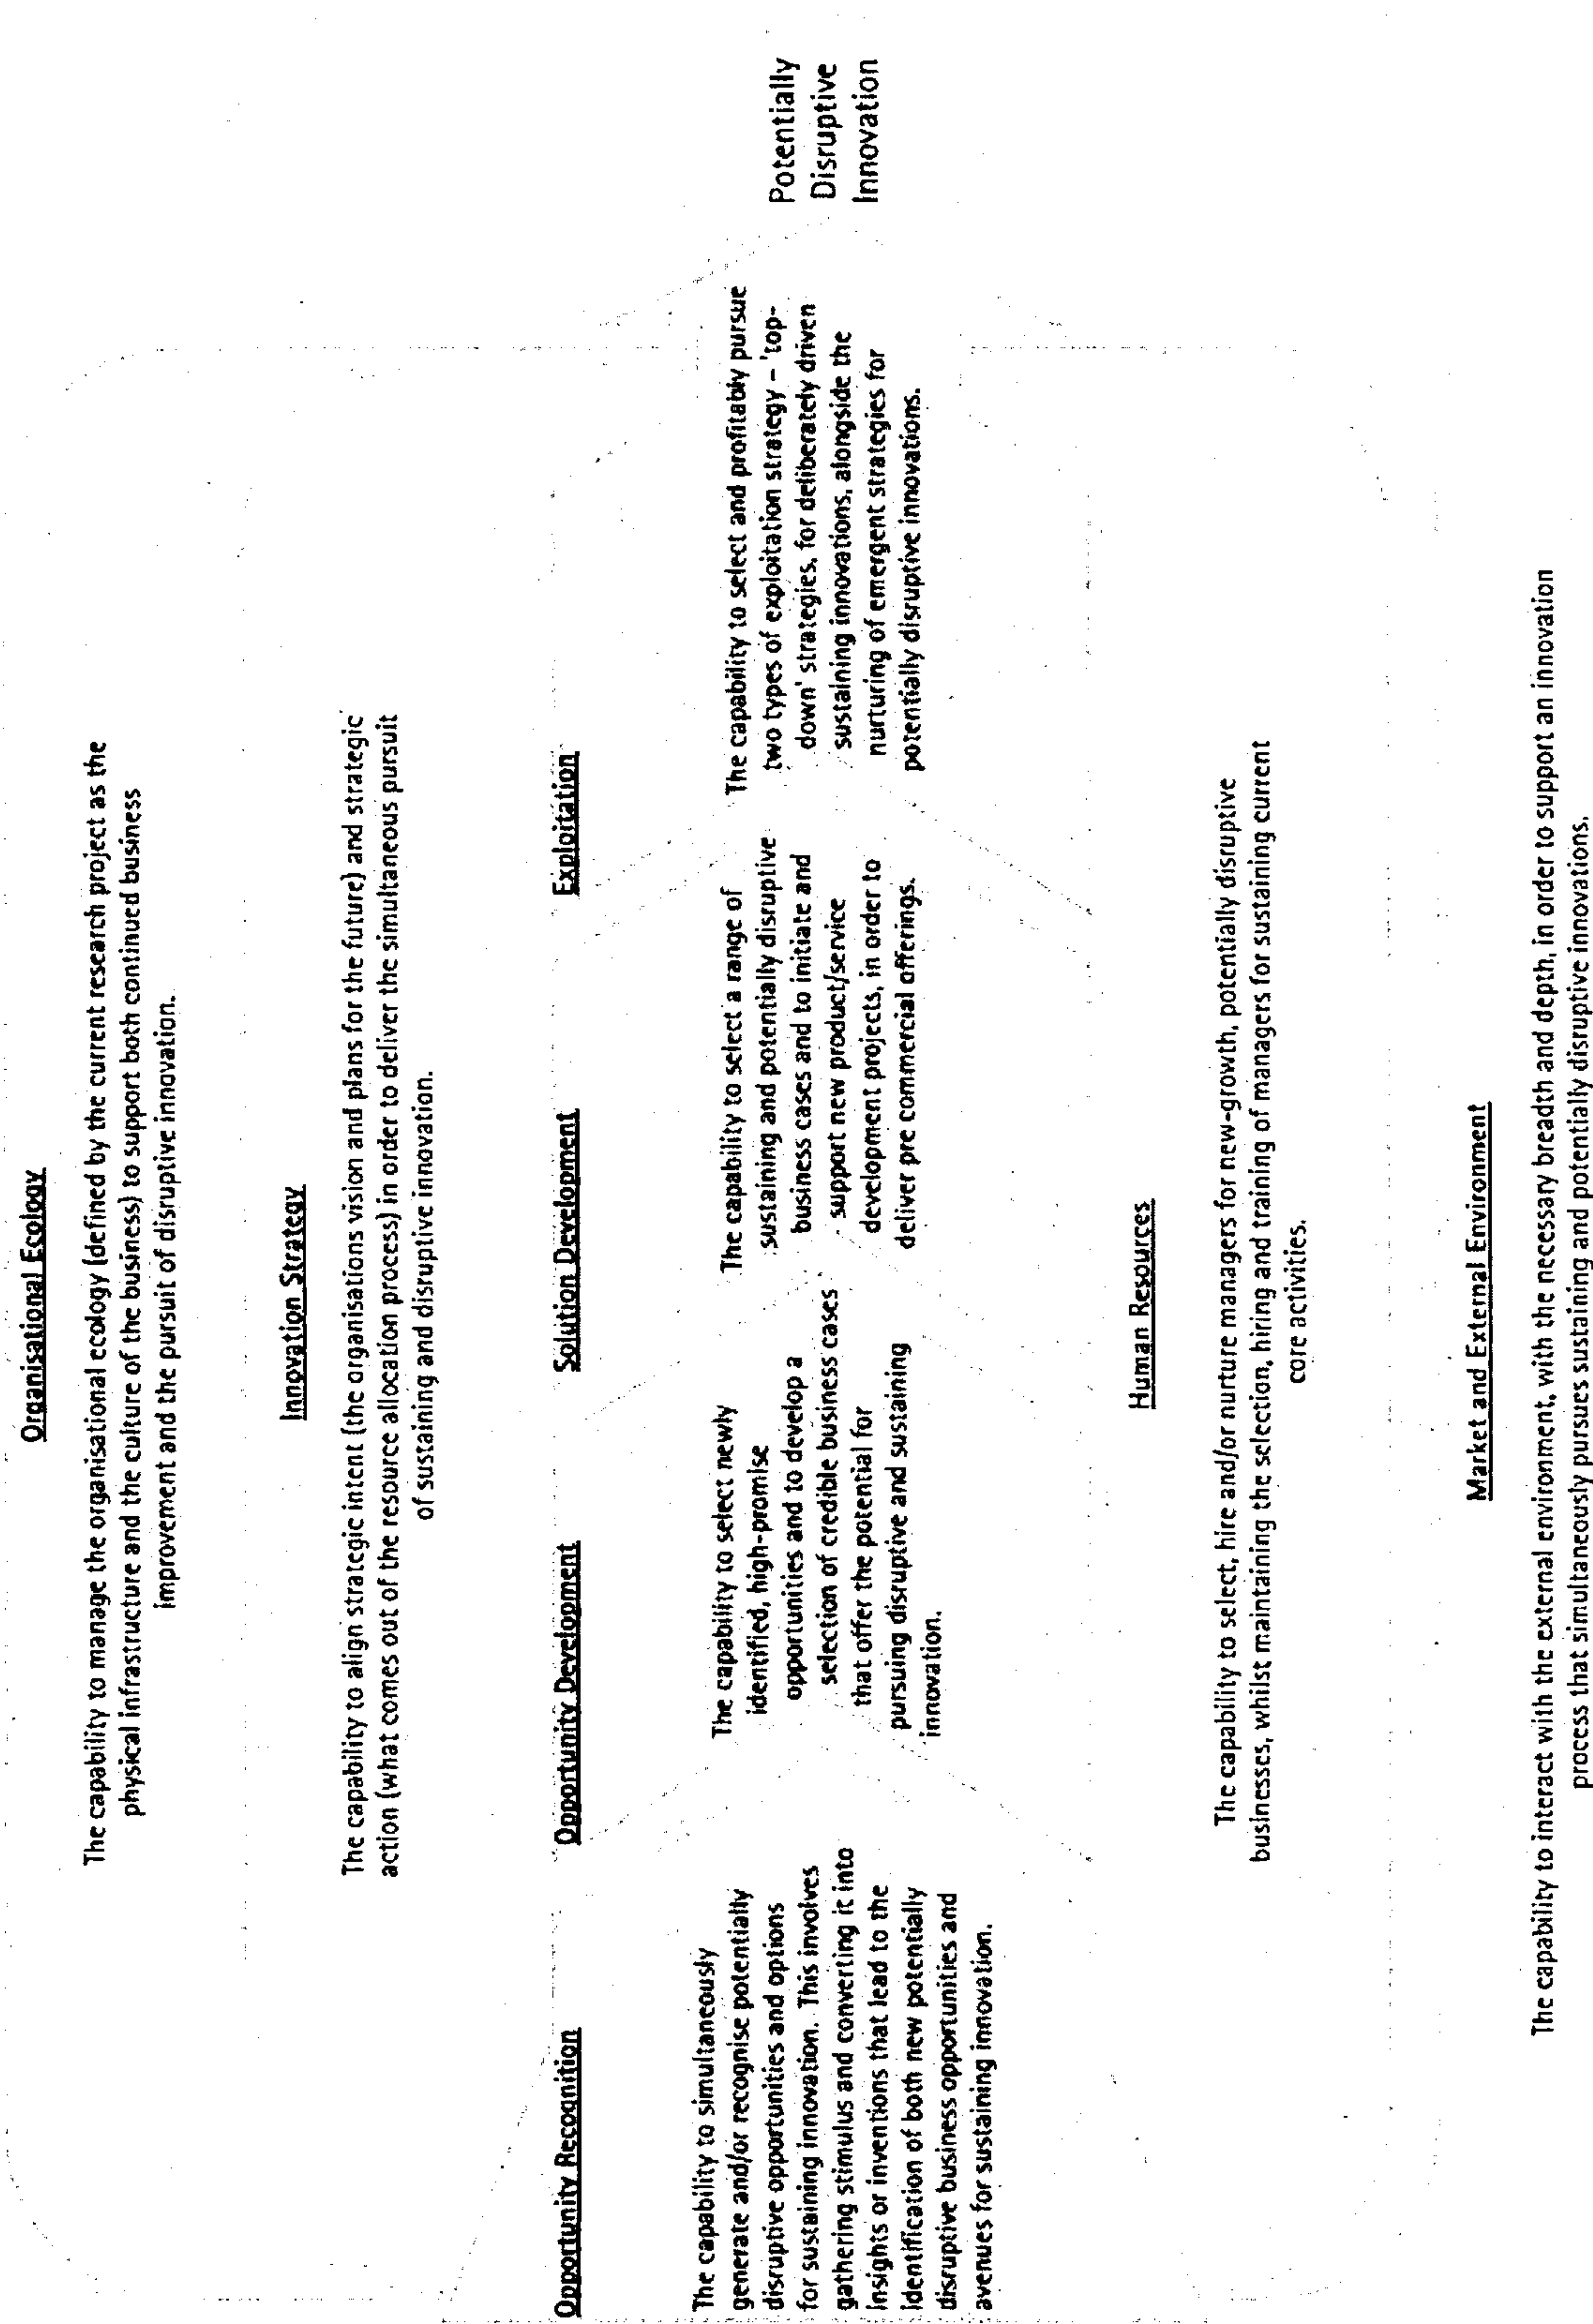 Organisational Ecology
The capability to manage the organisational ecology (defined by the current research project as the
physical infrastructure and the culture of the business) to support both continued business
improvement and the pursuit of disruptive innovation.
Innovation Strategy
The capability to align strategic intent (the organisations vision and plans for the future) and strategic
action (what comes out of the resource allocation process) in order to deliver the simultaneous pursuit
of sustaining and disruptive innovation.
Opportunity Recognition
The capability to simultaneously
generate and/or recognise potentially
disruptive opportunities and options
for sustaining innovation. This involves
gathering stimulus and converting it into
insights or inventions that lead to the
identification of both new potentially
disruptive business opportunities and
avenues for sustaining innovation.
Opportunity Development
The capability to select newly
identified, high-promise
opportunities and to develop a
selection of credible business cases
that offer the potential for
pursuing disruptive and sustaining
innovation.
Solution Development
The capability to select a range of
sustaining and potentially disruptive
business cases and to initiate and
support new product/service
development projects, in order to
deliver pre commercial offerings.
Exploitation
The capability to select and profitably pursue
two types of exploitation strategy – 'top-
down' strategies, for deliberately driven
sustaining innovations, alongside the
nurturing of emergent strategies for
potentially disruptive innovations.
Potentially
Disruptive
Innovation
Human Resources
The capability to select, hire and/or nurture managers for new-growth, potentially disruptive
businesses, whilst maintaining the selection, hiring and training of managers for sustaining current
core activities.
Market and External Environment
The capability to interact with the external environment, with the necessary breadth and depth, in order to support an innovation
process that simultaneously pursues sustaining and potentially disruptive innovations.